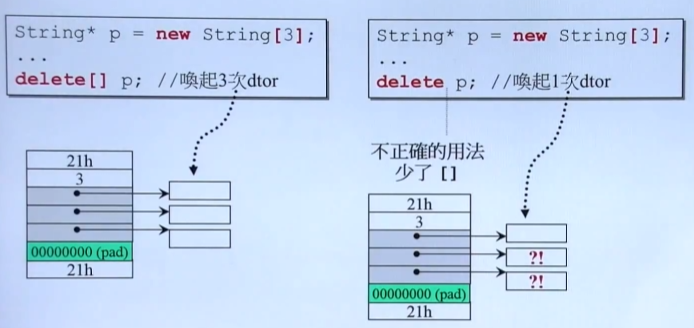 String* p = new String[3];
...
delete[] p; //喚起3次dtor
21h
3
00000000 (pad)
21h
String* p = new String[3];
...
delete p; //喚起1次dtor
不正確的用法
少了 []
21h
3
?!
?!
00000000 (pad)
21h